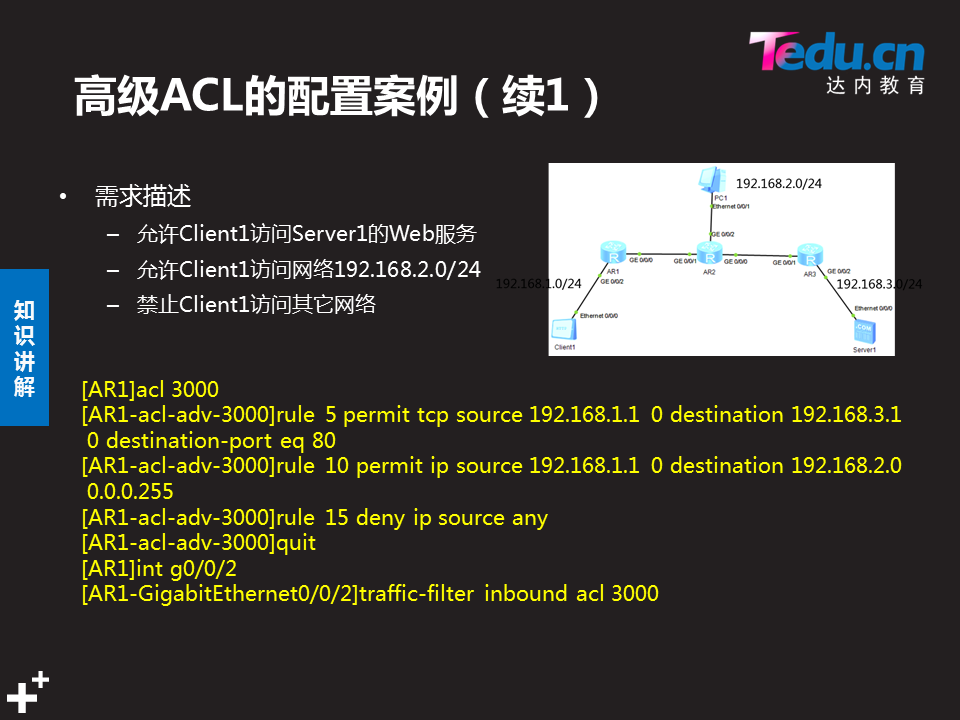 Tedu.cn
达内教育
高级ACL的配置案例（续1）
• 需求描述
– 允许Client1访问Server1的Web服务
– 允许Client1访问网络192.168.2.0/24
– 禁止Client1访问其它网络
知识讲解
192.168.2.0/24
PC1
Ethernet 0/0/1
GE 0/0/2
GE 0/0/0
GE 0/0/1
GE 0/0/0
GE 0/0/1
AR1
AR2
AR3
GE 0/0/2
GE 0/0/2
192.168.1.0/24
192.168.3.0/24
Ethernet 0/0/0
Ethernet 0/0/0
Client1
Server1
[AR1]acl 3000
[AR1-acl-adv-3000]rule 5 permit tcp source 192.168.1.1 0 destination 192.168.3.1
0 destination-port eq 80
[AR1-acl-adv-3000]rule 10 permit ip source 192.168.1.1 0 destination 192.168.2.0
0.0.0.255
[AR1-acl-adv-3000]rule 15 deny ip source any
[AR1-acl-adv-3000]quit
[AR1]int g0/0/2
[AR1-GigabitEthernet0/0/2]traffic-filter inbound acl 3000